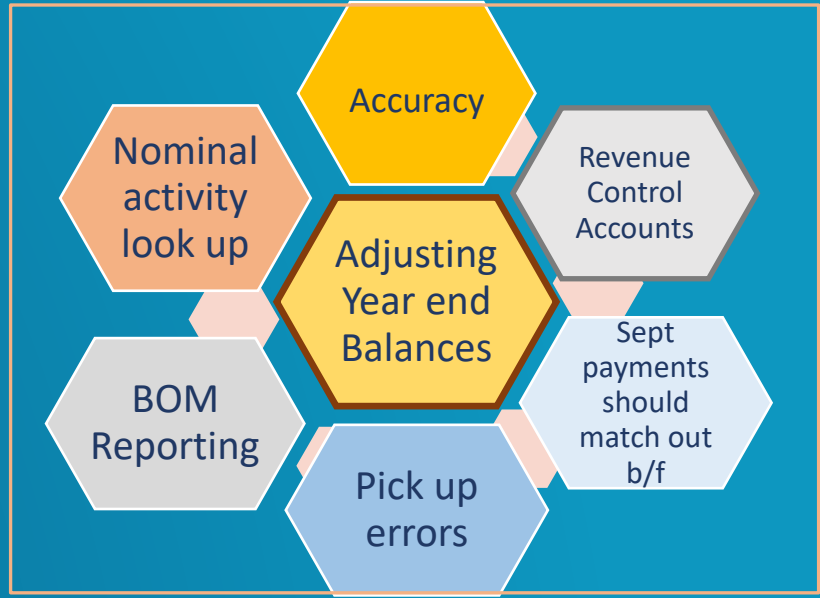 Accuracy
Nominal
activity
look up
Revenue
Control
Accounts
Adjusting
Year end
Balances
Sept
payments
should
match out
b/f
BOM
Reporting
Pick up
errors